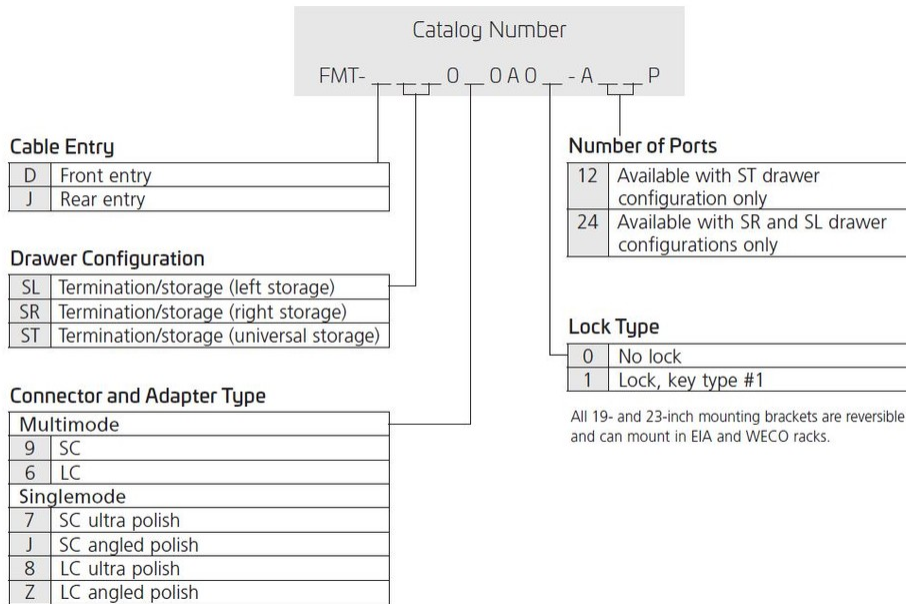 Catalog Number
FMT- _ _ _ 0 _ 0 A 0 _ - A _ _ _ P
Cable Entry
D Front entry
J Rear entry
Drawer Configuration
SL Termination/storage (left storage)
SR Termination/storage (right storage)
ST Termination/storage (universal storage)
Connector and Adapter Type
Multimode
9 SC
6 LC
Singlemode
7 SC ultra polish
J SC angled polish
8 LC ultra polish
Z LC angled polish
Number of Ports
12 Available with ST drawer
configuration only
24 Available with SR and SL drawer
configurations only
Lock Type
0 No lock
1 Lock, key type #1
All 19- and 23-inch mounting brackets are reversible
and can mount in EIA and WECO racks.